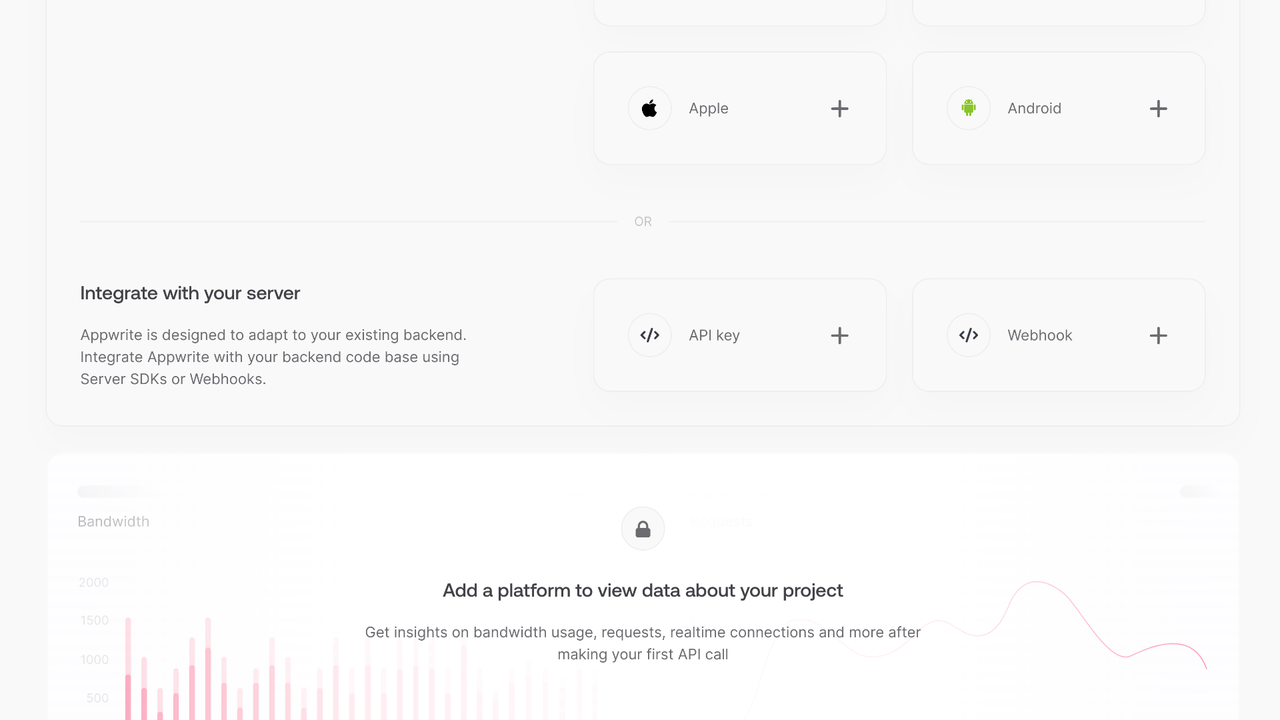 Apple
Android
OR
Integrate with your server
Appwrite is designed to adapt to your existing backend.
Integrate Appwrite with your backend code base using
Server SDKs or Webhooks.
API key
Webhook
Bandwidth
Add a platform to view data about your project
Get insights on bandwidth usage, requests, realtime connections and more after
making your first API call
2000
1500
1000
500